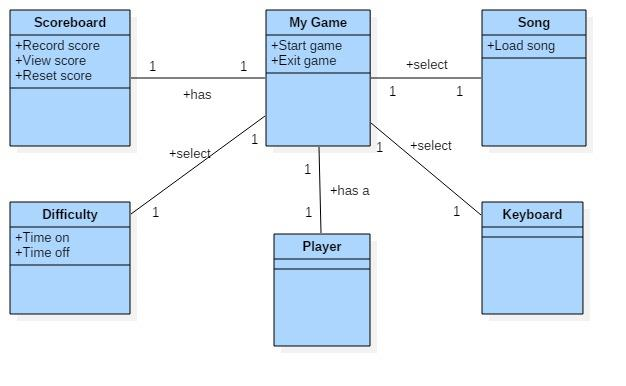 Scoreboard
+Record score
+View score
+Reset score
My Game
+Start game
+Exit game
Song
+Load song
1
1
+has
+select
1
1
+select
1
1
1
1
+has a
1
+select
1
1
Difficulty
+Time on
+Time off
Player
Keyboard